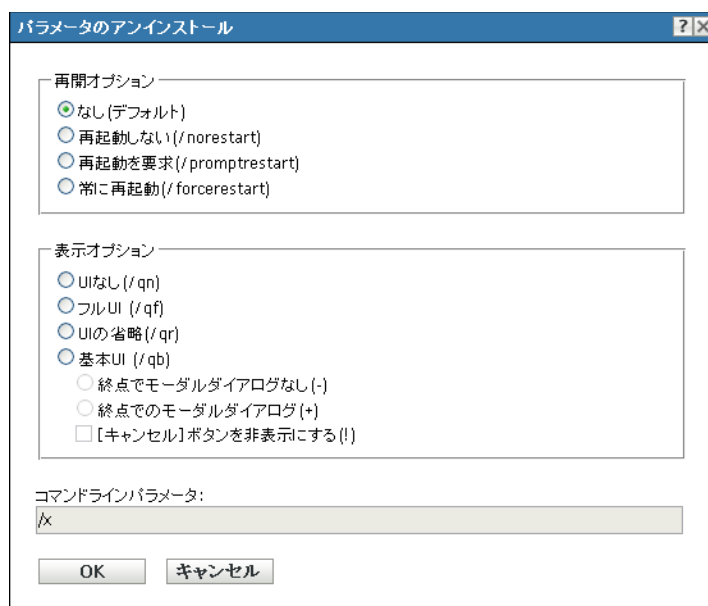 パラメータのアンインストール
?
再開オプション
なし(デフォルト)
再起動しない(/norestart)
再起動を要求(/promptrestart)
常に再起動(/forcerestart)
表示オプション
UIなし(/qn)
フルUI (/qf)
UIの省略(/qr)
基本UI (/qb)
終点でモーダルダイアログなし(-)
終点でのモーダルダイアログ(+)
[キャンセル]ボタンを非表示にする(!)
コマンドラインパラメータ:
/x
OK
キャンセル